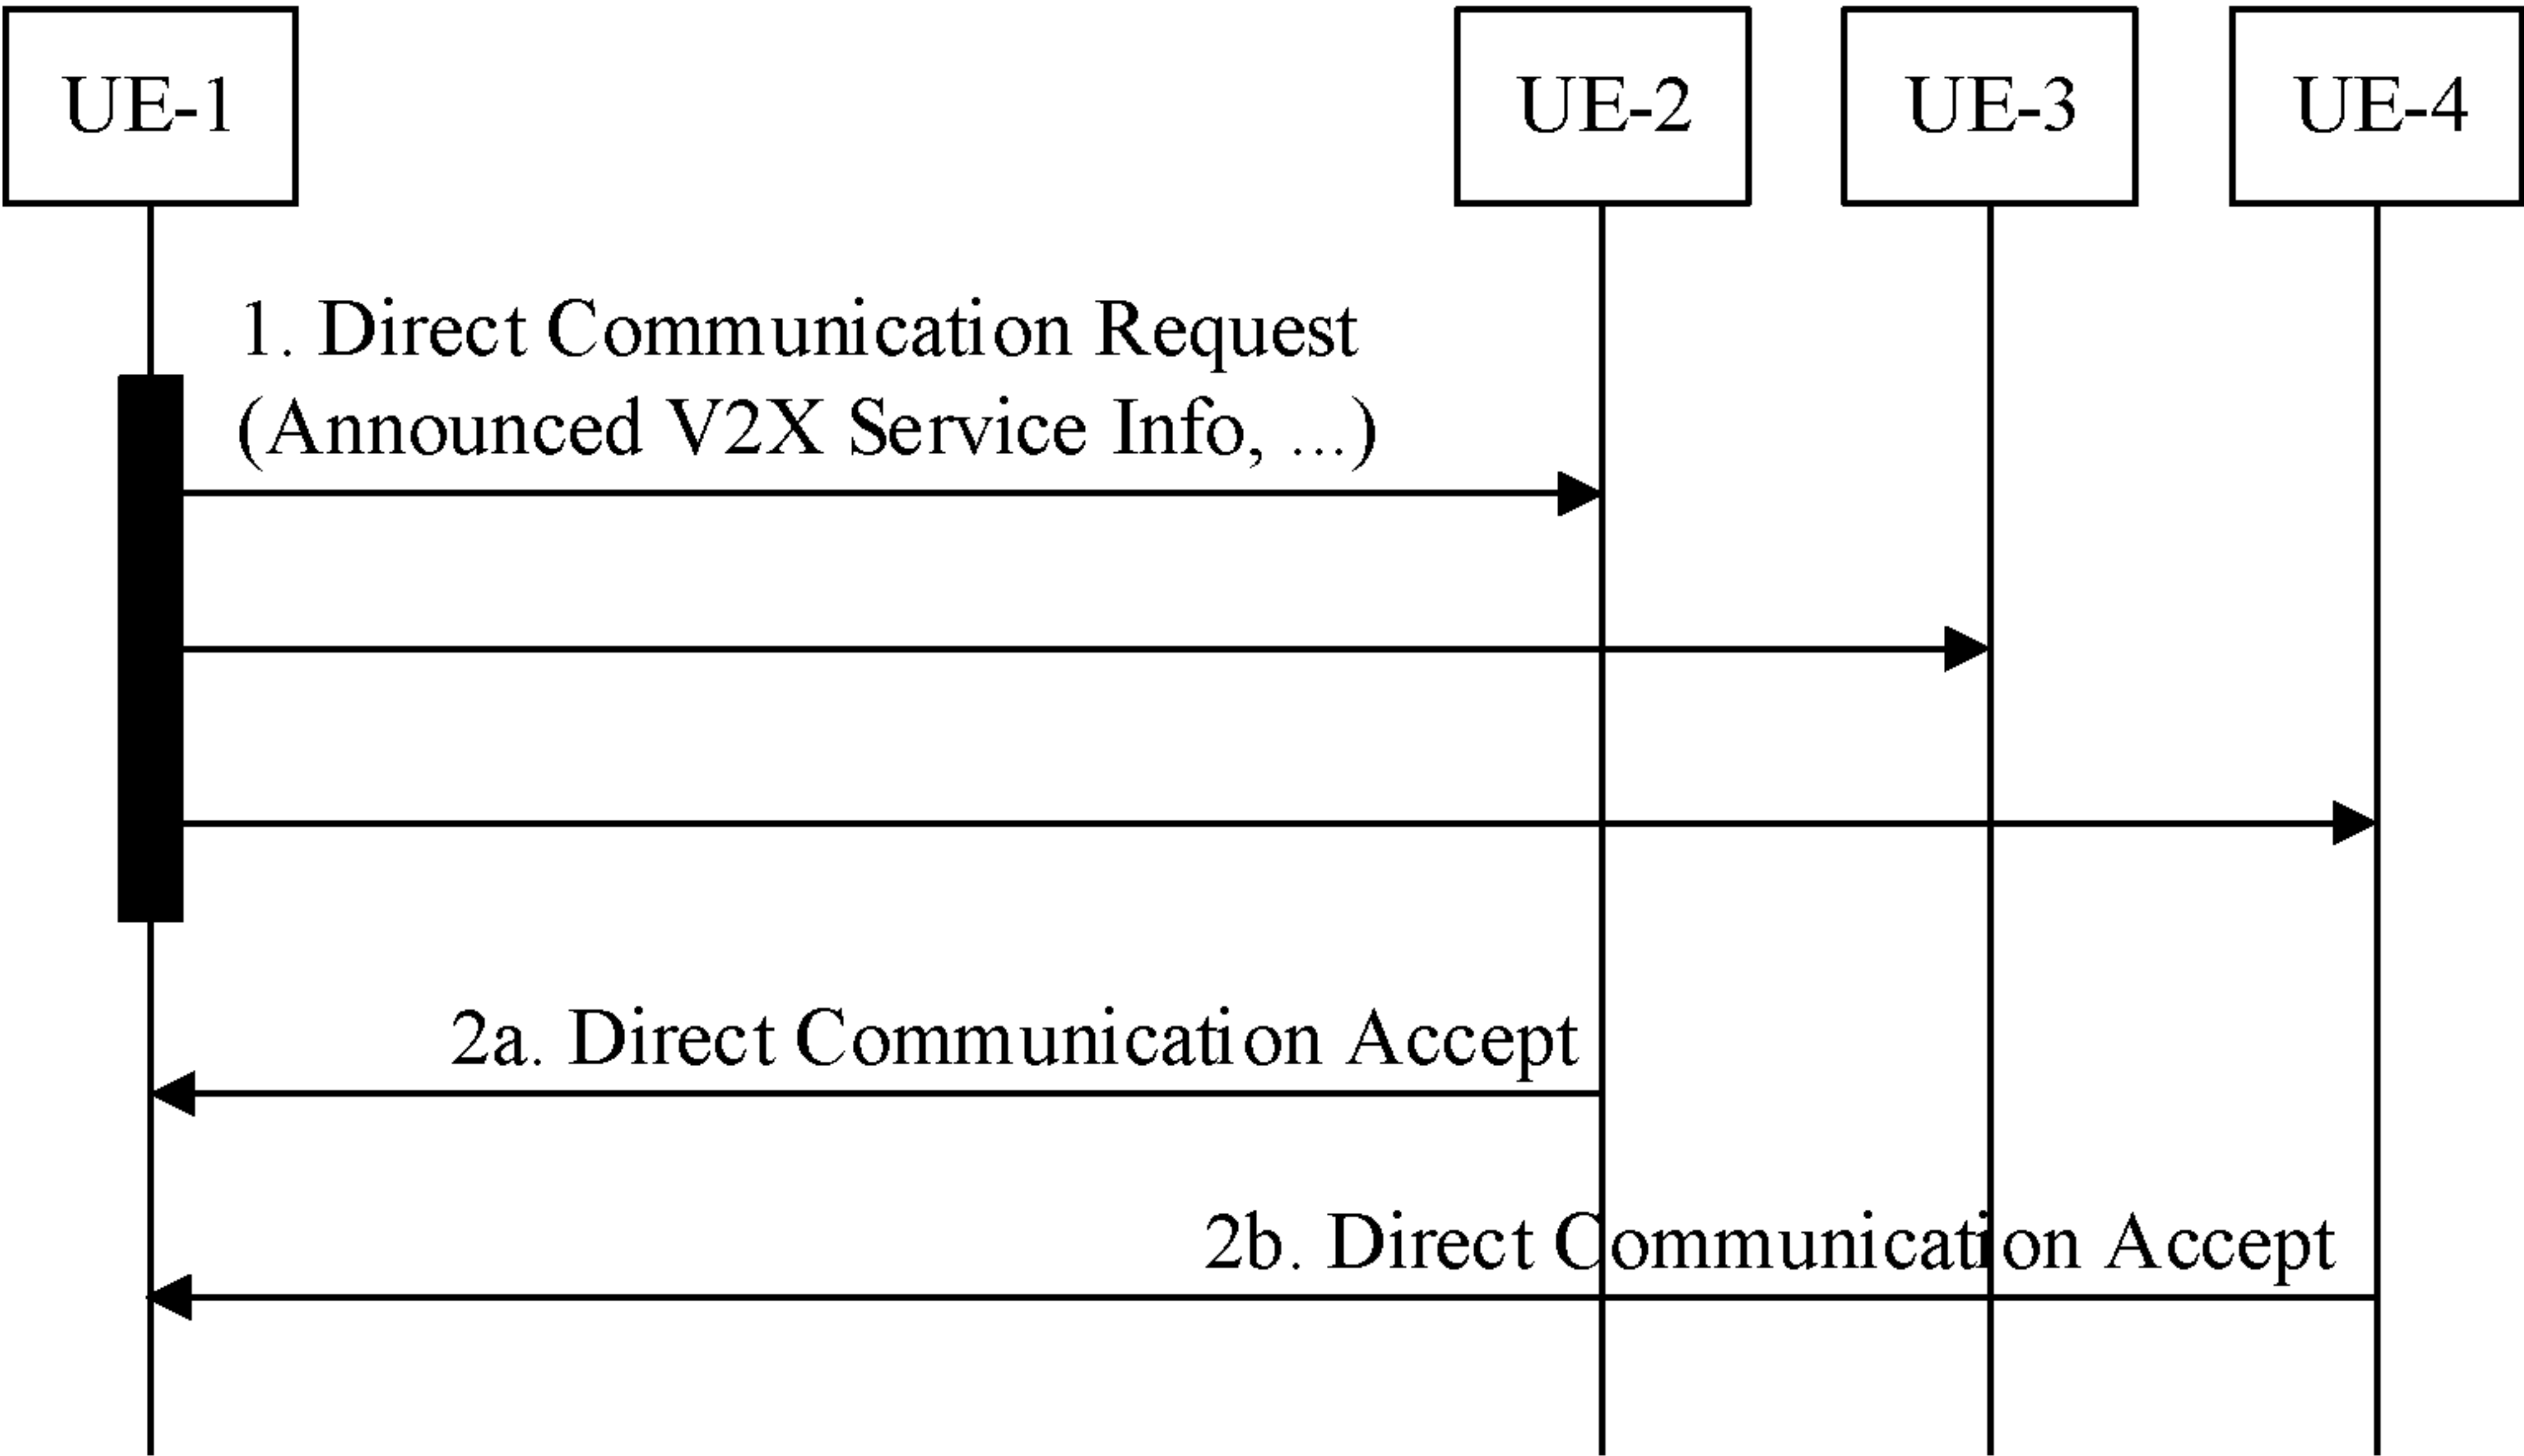 UE-1
UE-2
UE-3
UE-4
1. Direct Communication Request
(Announced V2X Service Info, ...)
2a. Direct Communication Accept
2b. Direct Communication Accept